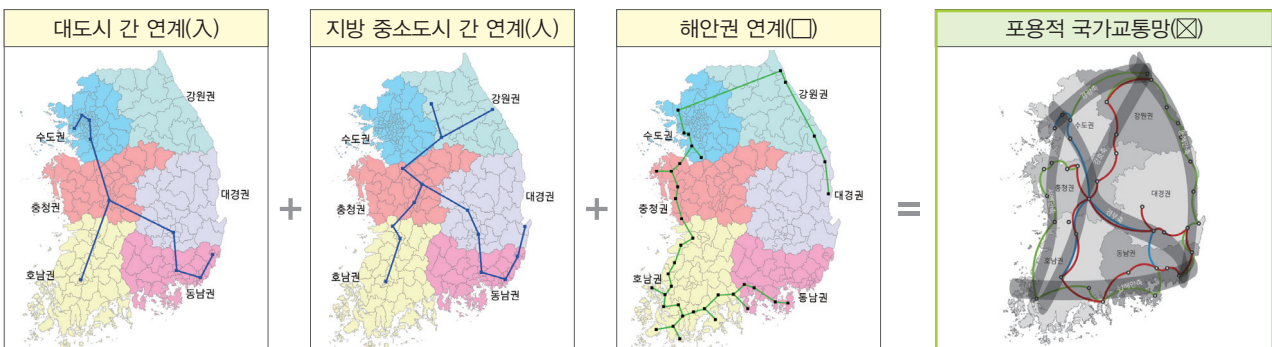 대도시 간 연계(入)
강원권
수도권
대경권
충청권
호남권
동남권
+
지방 중소도시 간 연계(人)
강원권
수도권
대경권
충청권
호남권
동남권
+
해안권 연계(□)
강원권
수도권
대경권
충청권
호남권
동남권
=
포용적 국가교통망(☒)
수도권
강원권
충청권
대경권
호남권
동남권